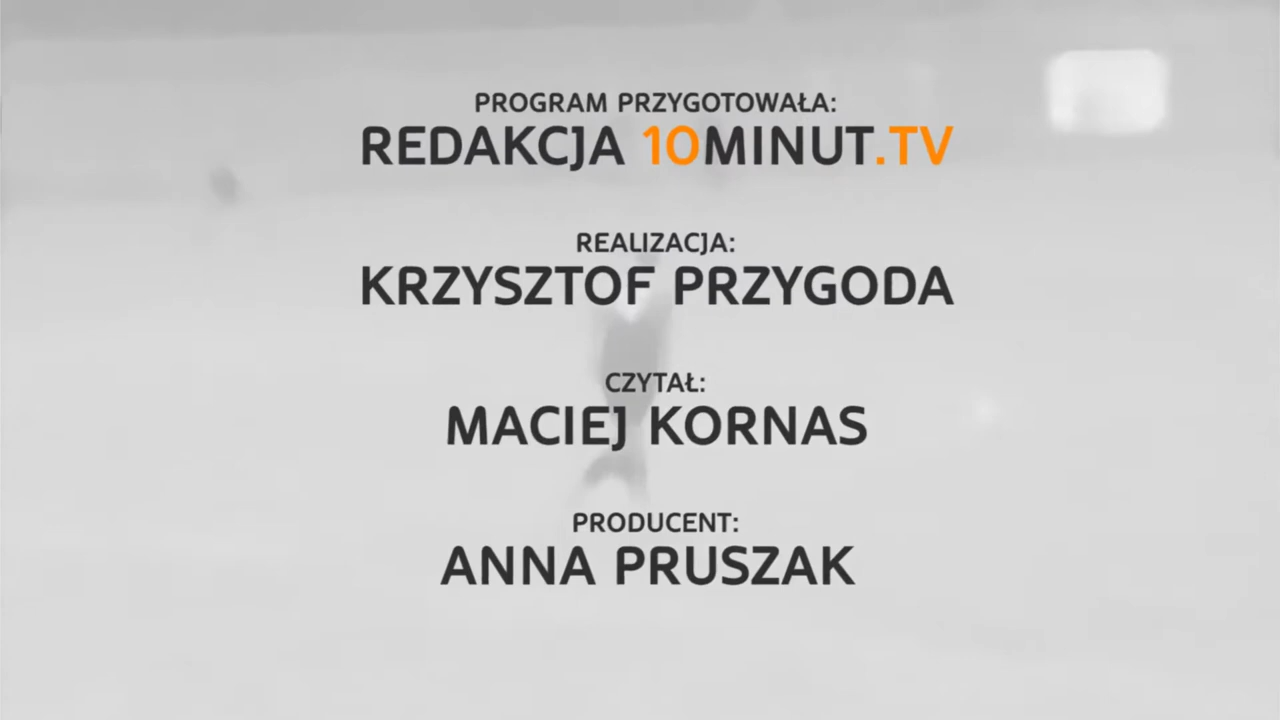 PROGRAM PRZYGOTOWAŁA:
REDAKCJA 10MINUT.TV
REALIZACJA:
KRZYSZTOF PRZYGODA
CZYTAŁ:
MACIEJ KORNAS
PRODUCENT:
ANNA PRUSZAK